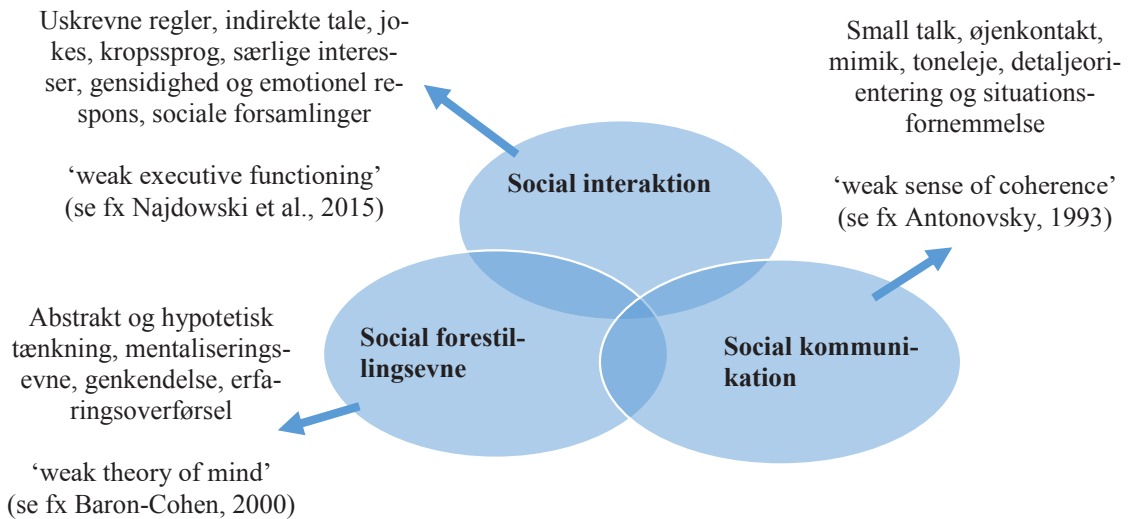 Uskrevne regler, indirekte tale, jo-
kes, kropssprog, særlige interes-
ser, gensidighed og emotionel re-
spons, sociale forsamlinger
‘weak executive functioning’
(se fx Najdowski et al., 2015)
Small talk, øjenkontakt,
mimik, toneleje, detaljeori-
entering og situations-
fornemmelse
‘weak sense of coherence’
(se fx Antonovsky, 1993)
Social interaktion
Abstrakt og hypotetisk
tænkning, mentaliserings-
evne, genkendelse, erfa-
ringsoverførsel
‘weak theory of mind’
(se fx Baron-Cohen, 2000)
Social forestil-
lingsevne
Social kommuni-
kation